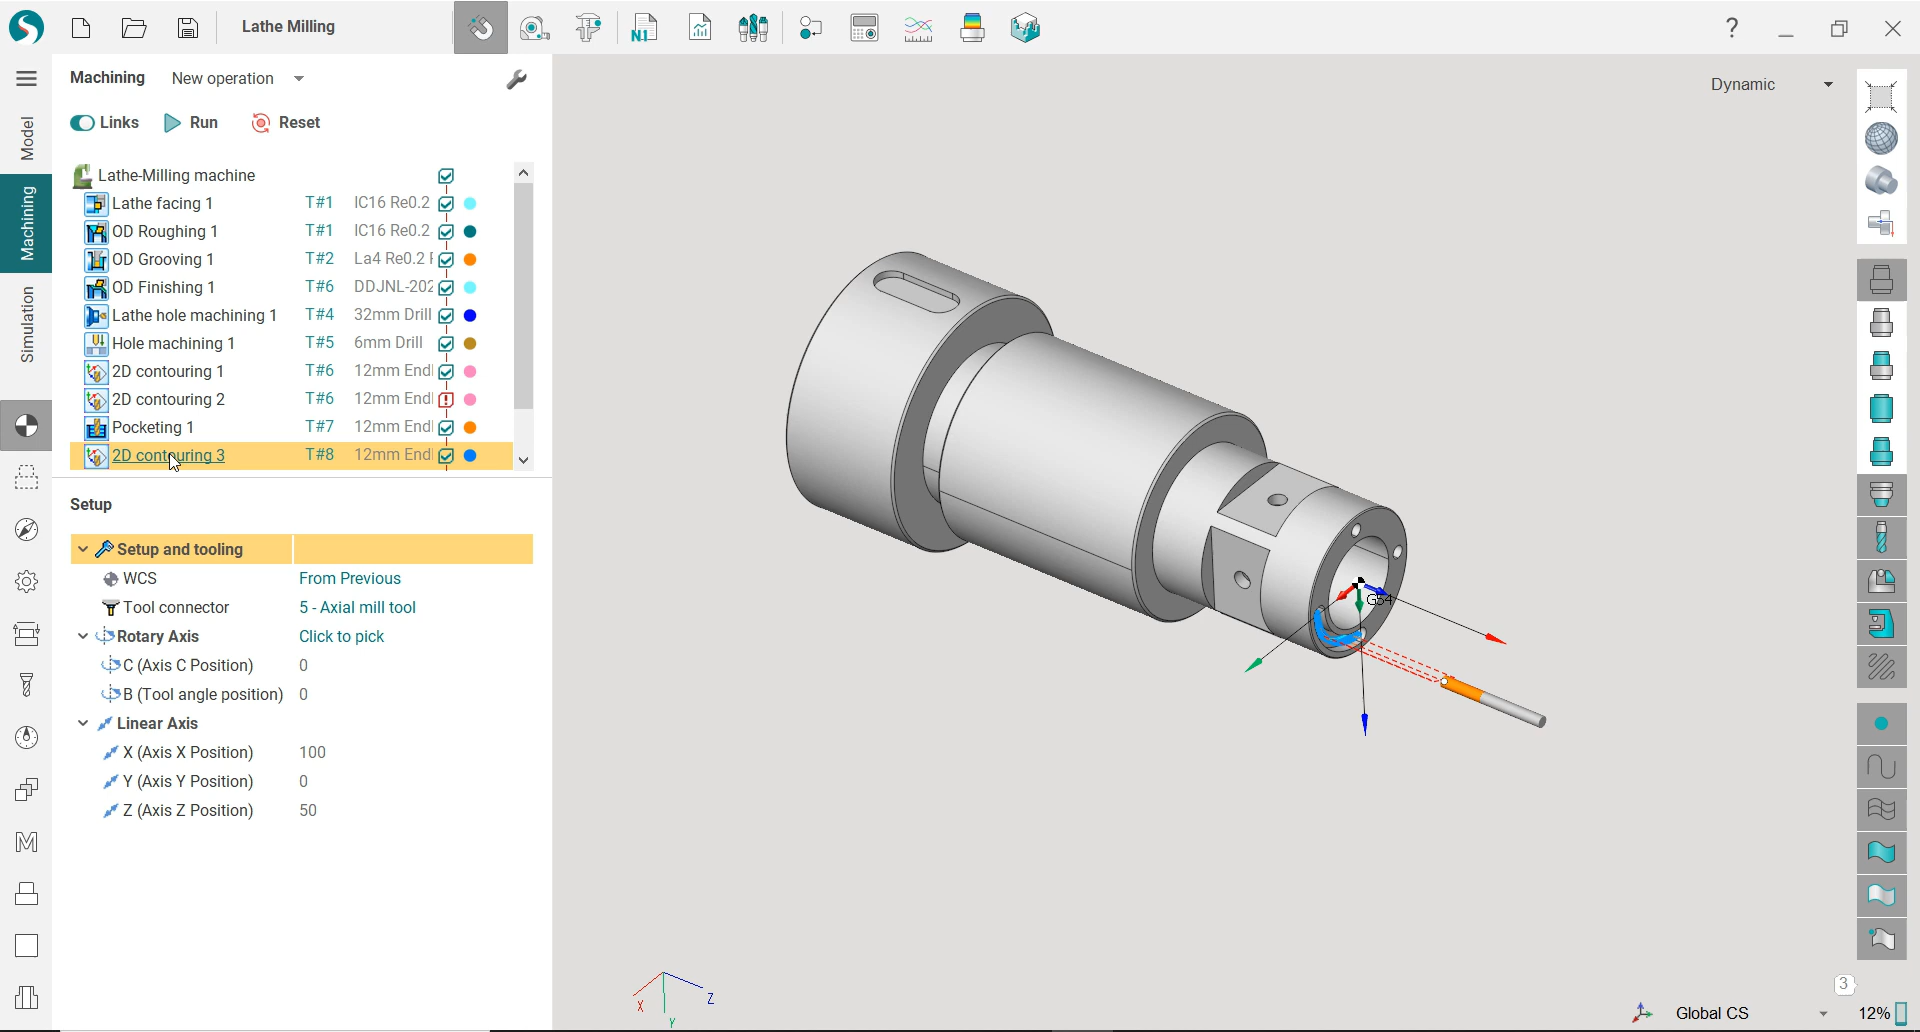 Lathe Milling
N1
Machining New operation
Links Run Reset
Model
Machining
Simulation
Lathe-Milling machine
Lathe facing 1 T#1 IC16 Re0.2
OD Roughing 1 T#1 IC16 Re0.2
OD Grooving 1 T#2 La4 Re0.2
OD Finishing 1 T#6 DDJNL-202
Lathe hole machining 1 T#4 32mm Drill
Hole machining 1 T#5 6mm Drill
2D contouring 1 T#6 12mm End
2D contouring 2 T#6 12mm End
Pocketing 1 T#7 12mm End
2D contouring 3 T#8 12mm End
Setup
Setup and tooling
WCS From Previous
Tool connector 5 - Axial mill tool
Rotary Axis Click to pick
C (Axis C Position) 0
B (Tool angle position) 0
Linear Axis
X (Axis X Position) 100
Y (Axis Y Position) 0
Z (Axis Z Position) 50
Dynamic
G54
X
Y
Z
3
Global CS 12%